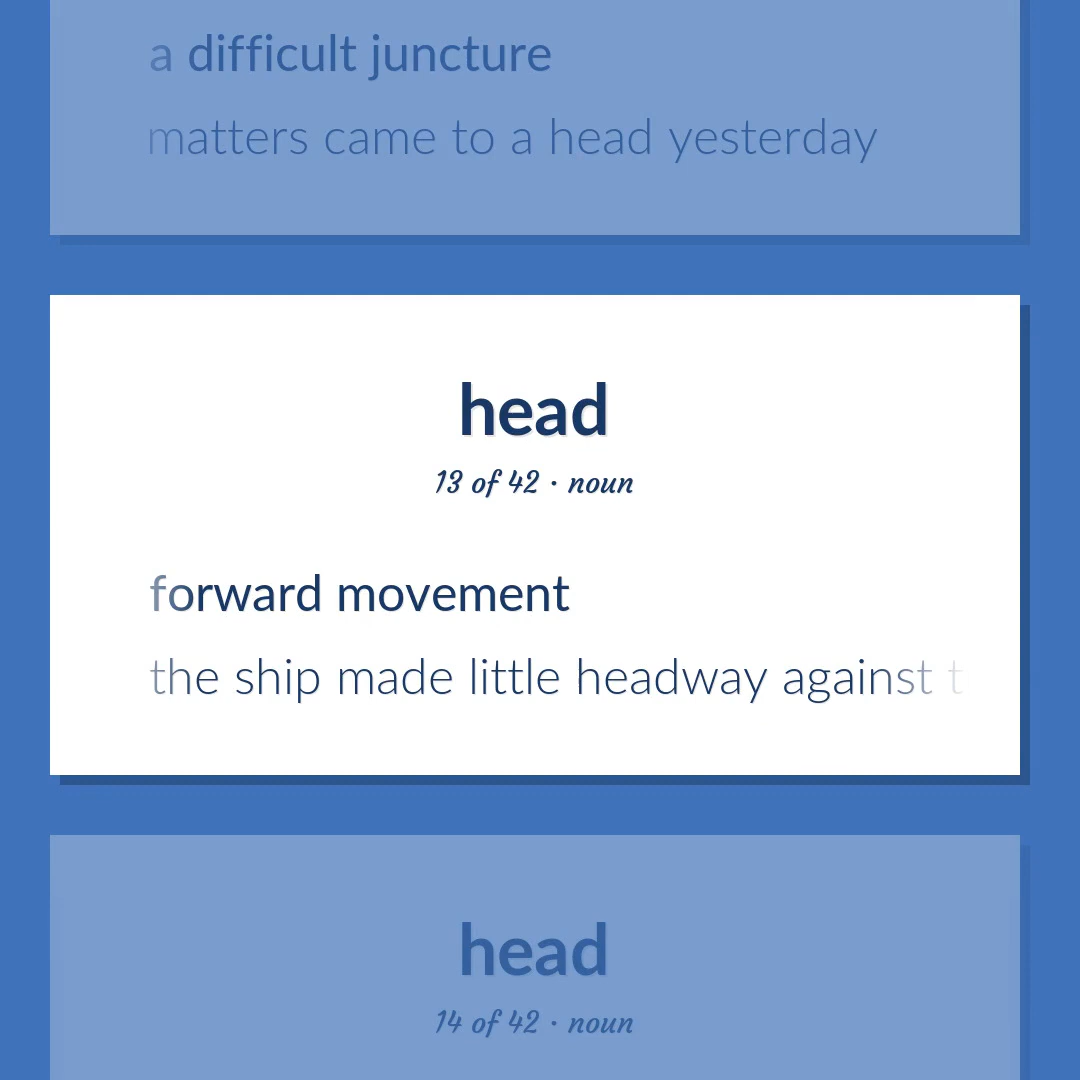 a difficult juncture
matters came to a head yesterday
head
13 of 42 · noun
forward movement
the ship made little headway against t
head
14 of 42 · noun